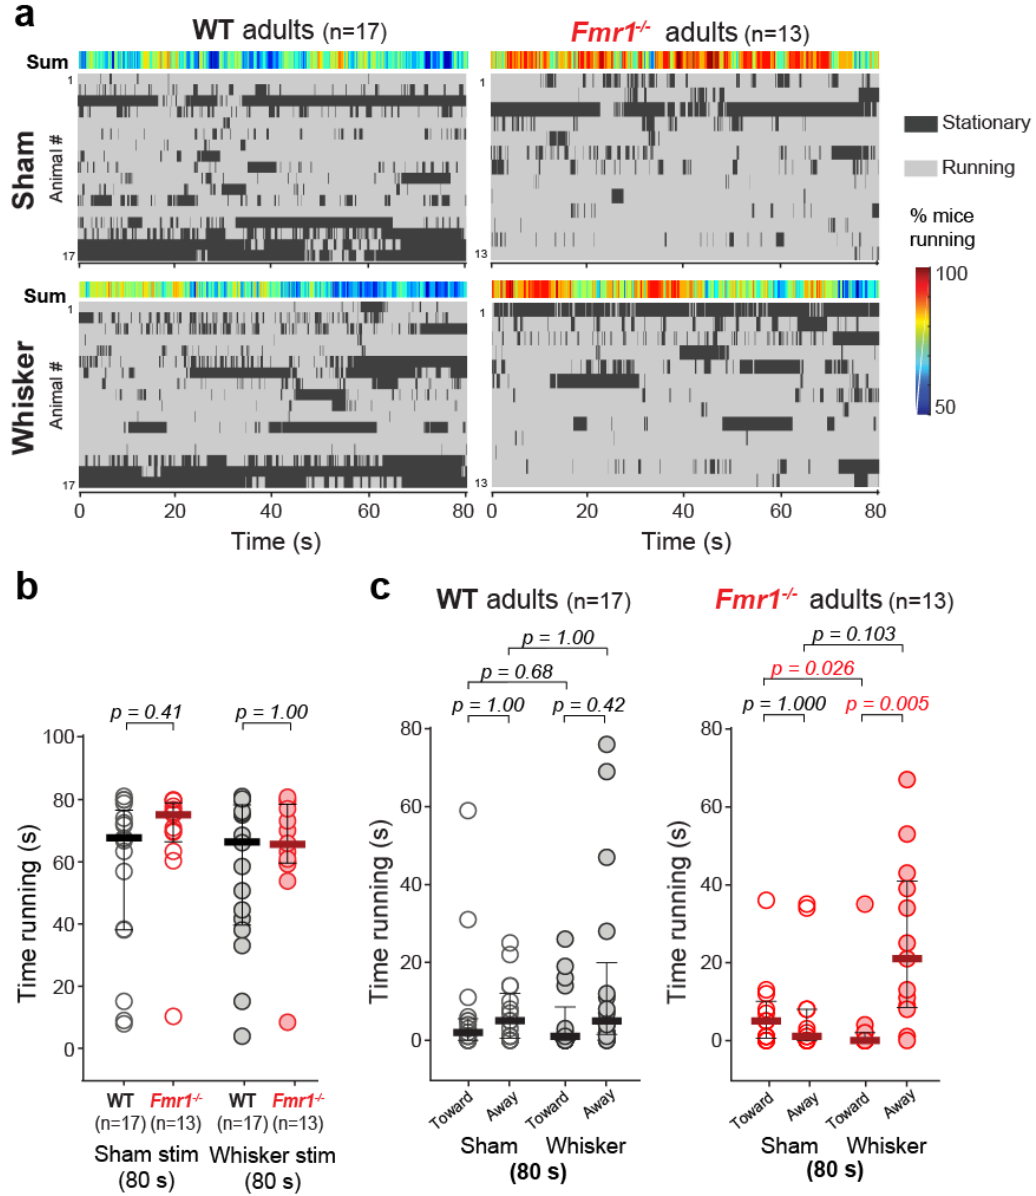 a
WT adults (n=17)
Fmr1-/- adults (n=13)
Sum
1
Sham
Animal #
17
1
13
Stationary
Running
% mice
running
100
50
Sum
1
Whisker
Animal #
17
1
13
0 20 40 60 80
Time (s)
0 20 40 60 80
Time (s)
b
p = 0.41
p = 1.00
100
80
60
40
20
0
Time running (s)
WT Fmr1-/- WT Fmr1-/-
(n=17) (n=13) (n=17) (n=13)
Sham stim Whisker stim
(80 s) (80 s)
c
WT adults (n=17)
p = 1.00
p = 0.68
p = 1.00 p = 0.42
80
60
40
20
0
Time running (s)
Toward Away Toward Away
Sham Whisker
(80 s)
Fmr1-/- adults (n=13)
p = 0.103
p = 0.026
p = 1.000 p = 0.005
80
60
40
20
0
Time running (s)
Toward Away Toward Away
Sham Whisker
(80 s)